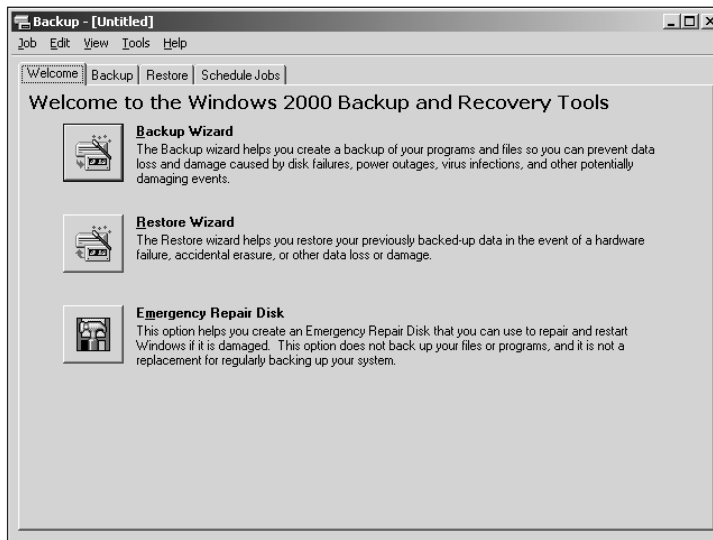 Backup - [Untitled]
Job Edit View Tools Help
Welcome Backup Restore Schedule Jobs
Welcome to the Windows 2000 Backup and Recovery Tools
Backup Wizard
The Backup wizard helps you create a backup of your programs and files so you can prevent data
loss and damage caused by disk failures, power outages, virus infections, and other potentially
damaging events.
Restore Wizard
The Restore wizard helps you restore your previously backed-up data in the event of a hardware
failure, accidental erasure, or other data loss or damage.
Emergency Repair Disk
This option helps you create an Emergency Repair Disk that you can use to repair and restart
Windows if it is damaged. This option does not back up your files or programs, and it is not a
replacement for regularly backing up your system.